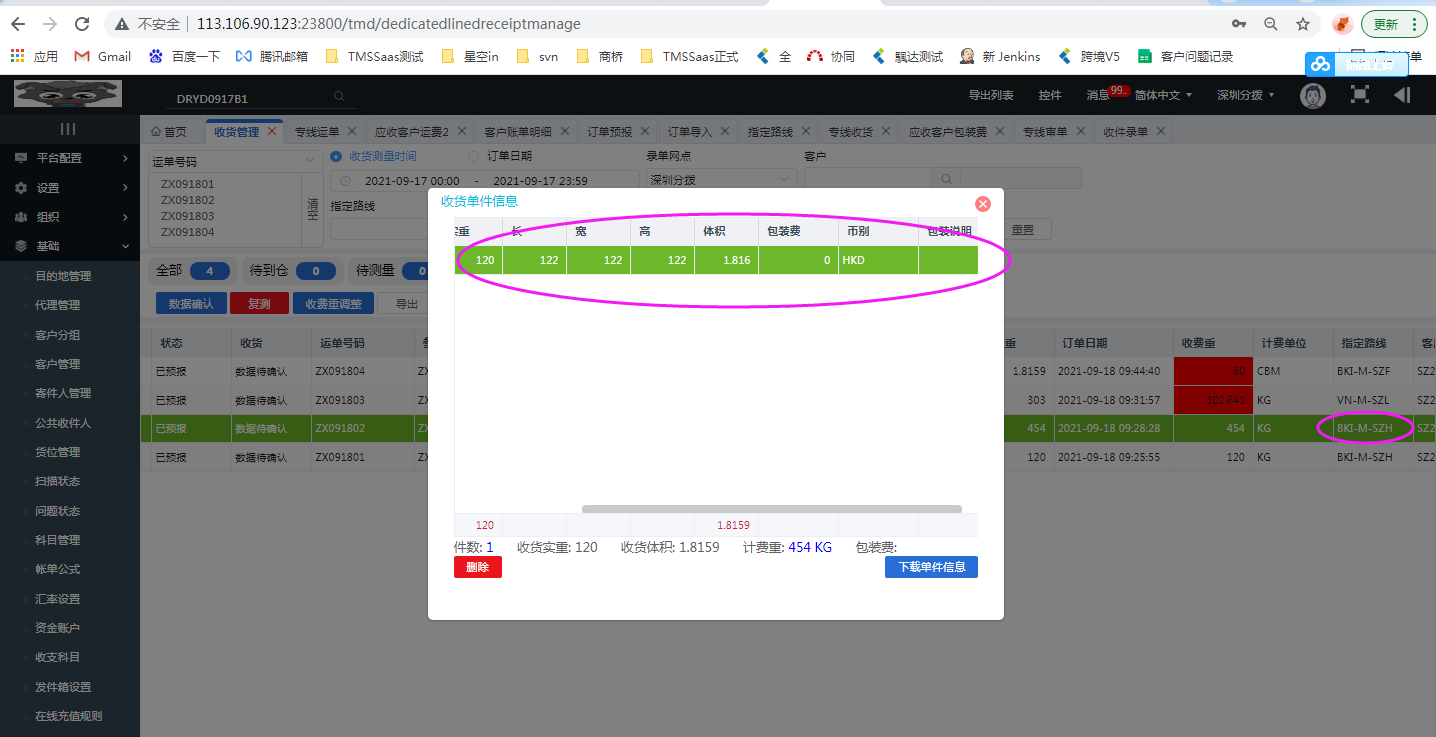 不安全 113.106.90.123:23800/tmd/dedicatedlinedreceiptmanage 更新
应用 Gmail 百度一下 腾讯邮箱 TMSSaas测试 星空in svn 商桥 TMSSaas正式 全 协同 飘达测试 新 Jenkins 跨境V5 客户问题记录
DRYD0917B1 导出列表 控件 消息 99.. 简体中文 深圳分拨
首页 收货管理 专线运单 应收客户运费2 客户账单明细 订单预报 订单导入 指定路线 专线收货 应收客户包装费 专线审单 收件录单
平台配置
设置
组织
基础
目的地管理
代理管理
客户分组
客户管理
寄件人管理
公共收件人
货位管理
扫描状态
问题状态
科目管理
帐单公式
汇率设置
资金账户
收支科目
发件箱设置
在线充值规则
运单号码 收货测量时间 订单日期 录单网点 客户
ZX091801
ZX091802
ZX091803
ZX091804
清空
2021-09-17 00:00 - 2021-09-17 23:59 深圳分拨
指定路线 重置
全部 4 待到仓 0 待测量 0
数据确认 复测 收费重调整 导出
状态 收货 运单号码 重 订单日期 收费重 计费单位 指定路线
已预报 数据待确认 ZX091804 1.8159 2021-09-18 09:44:40 60 CBM BKI-M-SZF SZ2
已预报 数据待确认 ZX091803 303 2021-09-18 09:31:57 302.641 KG VN-M-SZL SZ2
已预报 数据待确认 ZX091802 454 2021-09-18 09:28:28 454 KG BKI-M-SZH SZ2
已预报 数据待确认 ZX091801 120 2021-09-18 09:25:55 120 KG BKI-M-SZH SZ2
收货单件信息
实重 长 宽 高 体积 包装费 币别 包装说明
120 122 122 122 1.816 0 HKD
120 1.8159
件数: 1 收货实重: 120 收货体积: 1.8159 计费重: 454 KG 包装费:
删除 下载单件信息